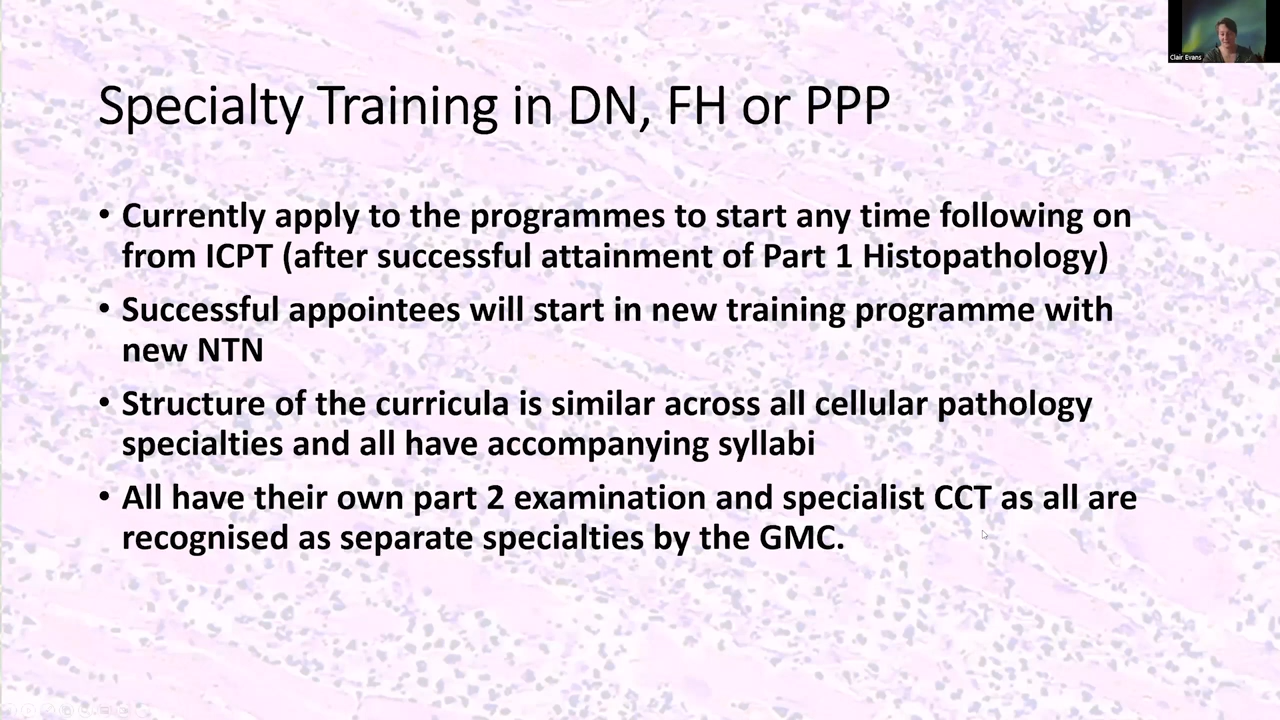 Clair Evans
Specialty Training in DN, FH or PPP
• Currently apply to the programmes to start any time following on
from ICPT (after successful attainment of Part 1 Histopathology)
• Successful appointees will start in new training programme with
new NTN
• Structure of the curricula is similar across all cellular pathology
specialties and all have accompanying syllabi
• All have their own part 2 examination and specialist CCT as all are
recognised as separate specialties by the GMC.